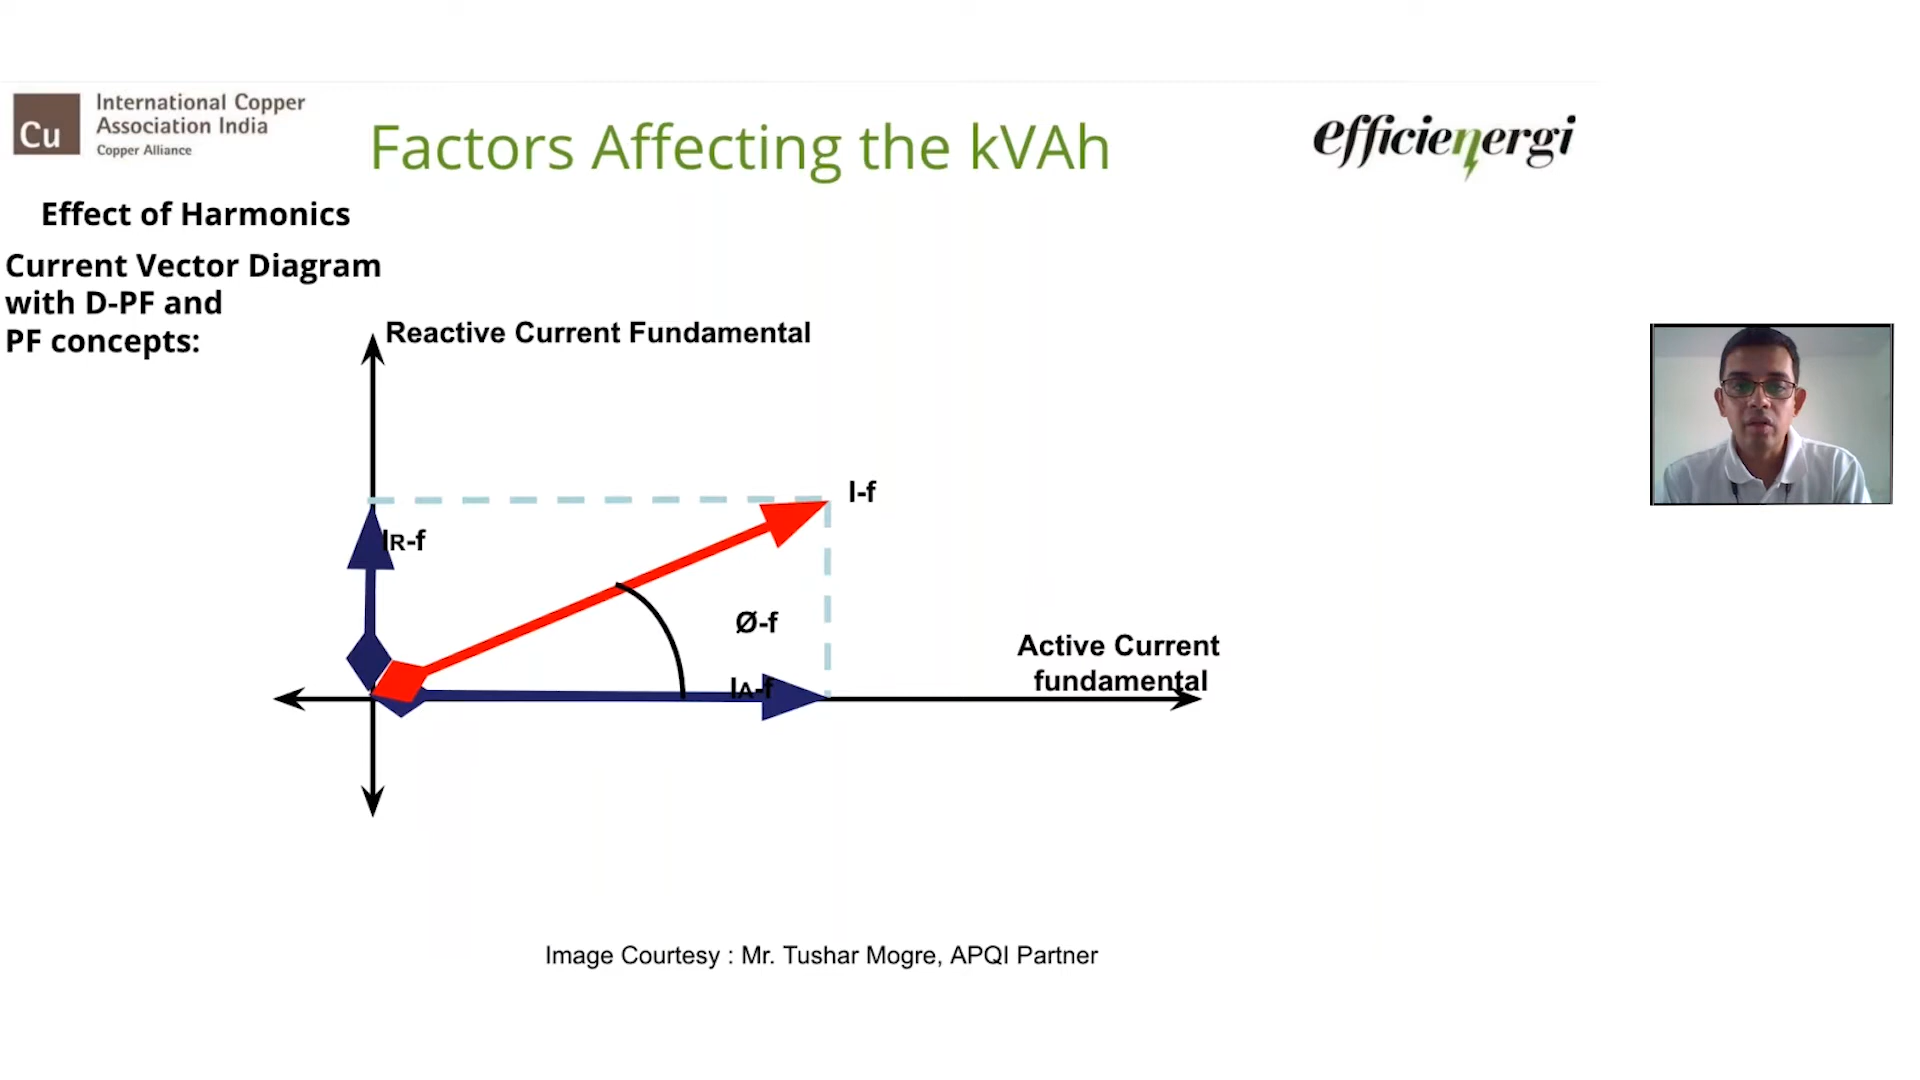 Cu
International Copper
Association India
Copper Alliance
Factors Affecting the kVAh
efficienergi
Effect of Harmonics
Current Vector Diagram
with D-PF and
PF concepts:
Reactive Current Fundamental
I-f
IR-f
Ø-f
IA-f
Active Current
fundamental
Image Courtesy : Mr. Tushar Mogre, APQI Partner